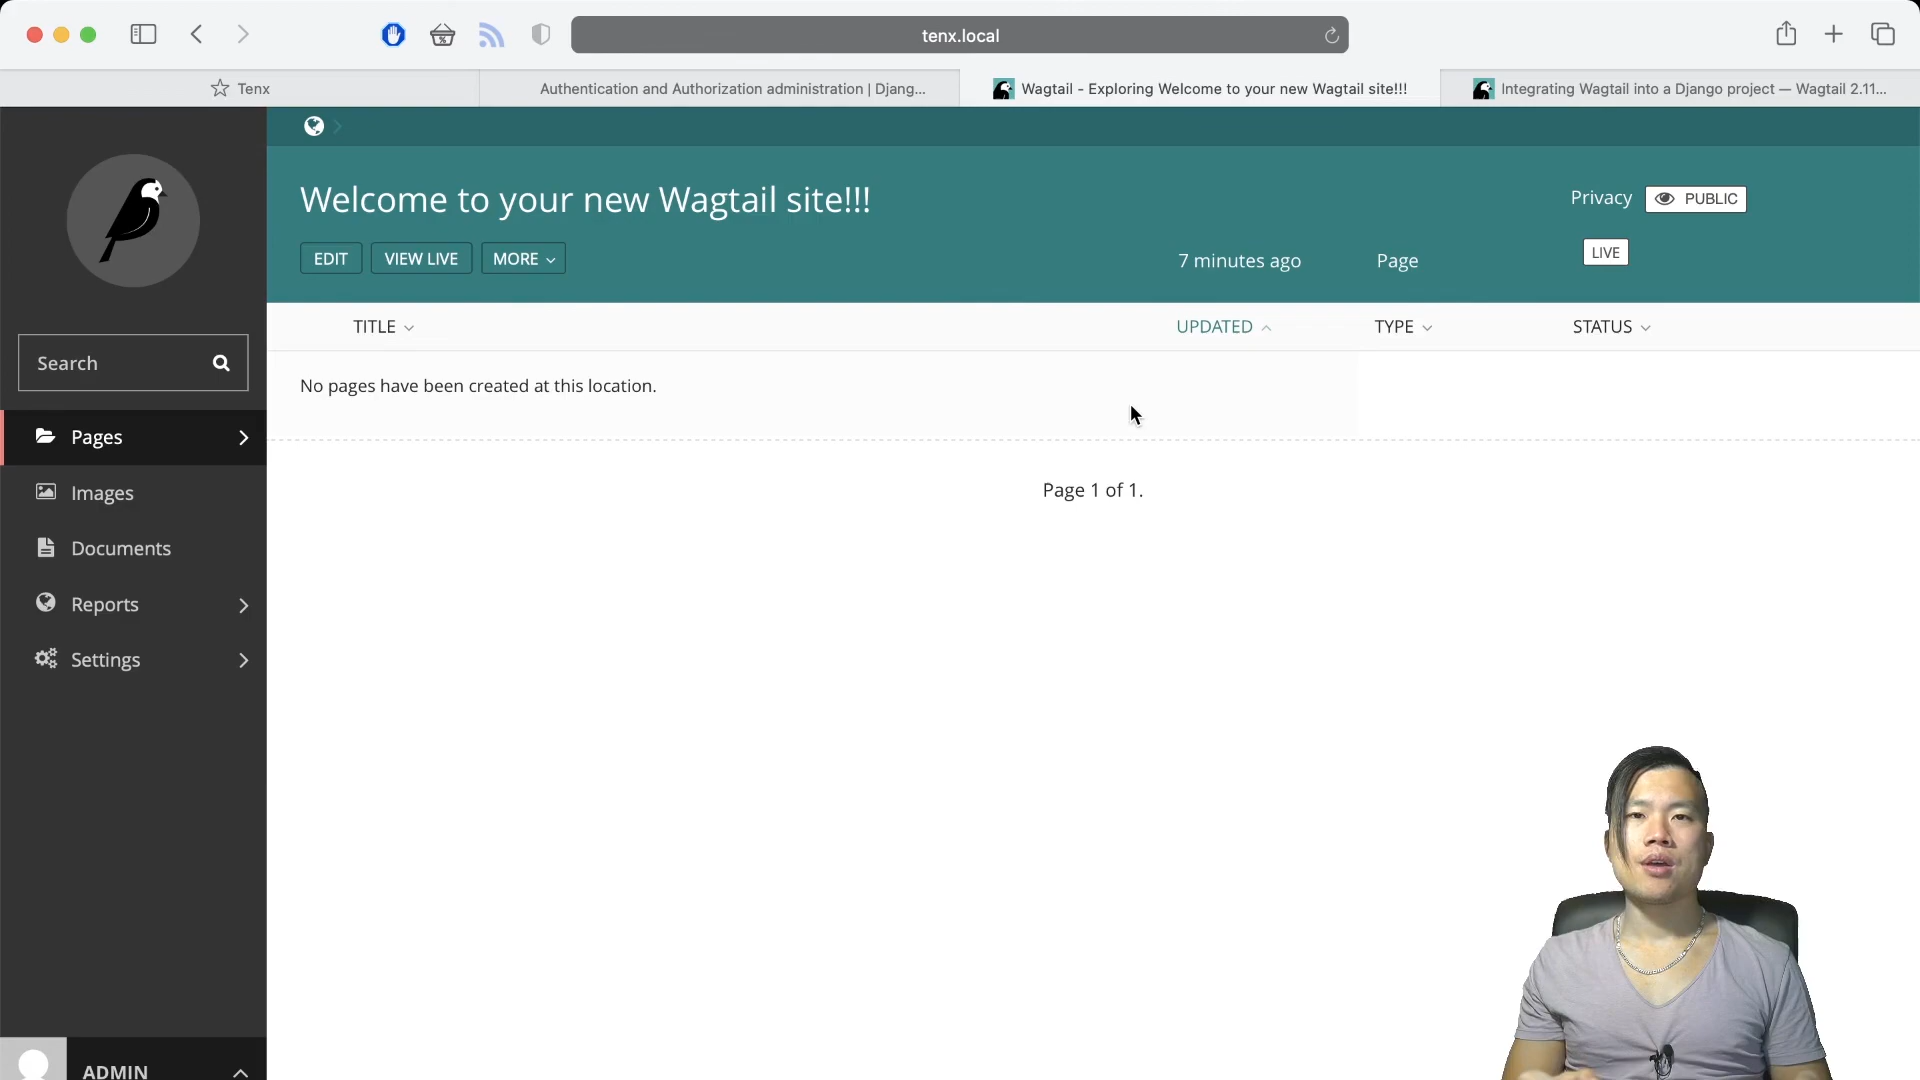 tenx.local
Tenx
Authentication and Authorization administration | Djang...
Wagtail - Exploring Welcome to your new Wagtail site!!!
Integrating Wagtail into a Django project — Wagtail 2.11...
Welcome to your new Wagtail site!!!
Privacy
PUBLIC
EDIT
VIEW LIVE
MORE
7 minutes ago
Page
LIVE
TITLE
UPDATED
TYPE
STATUS
No pages have been created at this location.
Page 1 of 1.
Search
Pages
Images
Documents
Reports
Settings
ADMIN